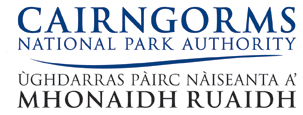 CAIRNGORMS
NATIONAL PARK AUTHORITY
ÙGHDARRAS PÀIRC NÀISEANTA A'
MHONAIDH RUAIDH